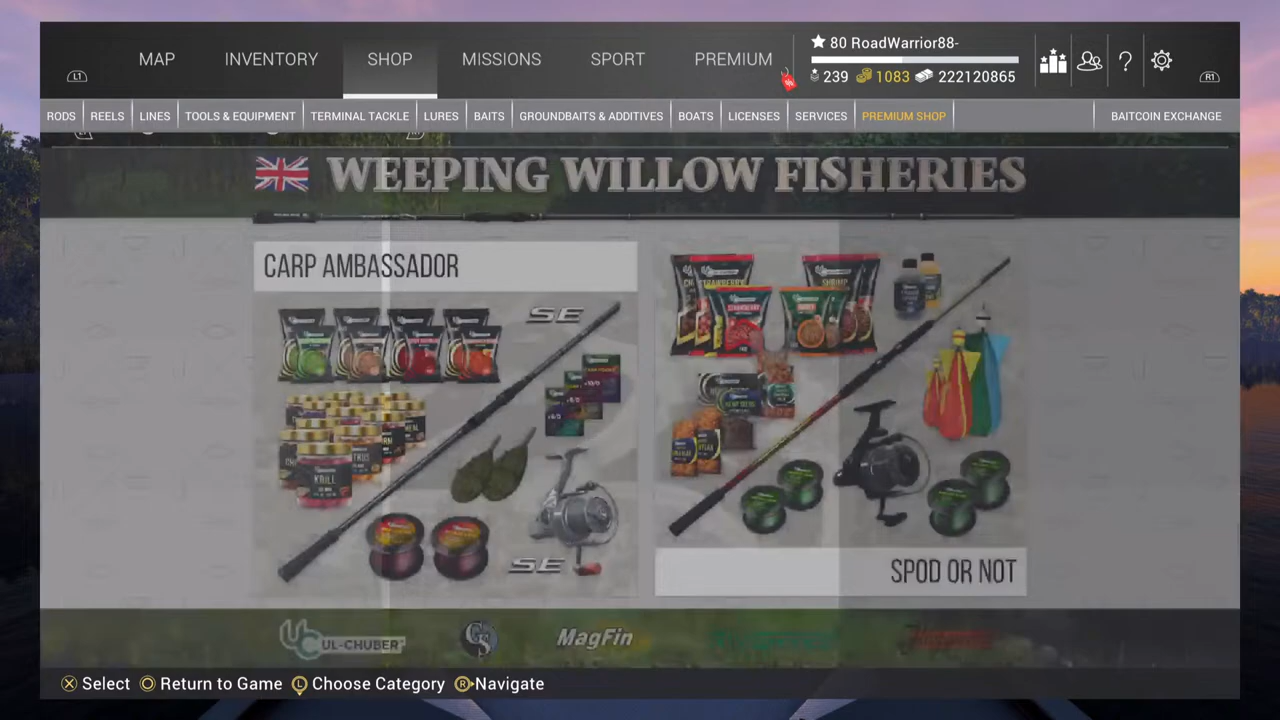 MAP INVENTORY SHOP MISSIONS SPORT PREMIUM
80 RoadWarrior88-
239 1083 222120865
L1 R1
RODS REELS LINES TOOLS & EQUIPMENT TERMINAL TACKLE LURES BAITS GROUNDBAITS & ADDITIVES BOATS LICENSES SERVICES PREMIUM SHOP BAITCOIN EXCHANGE
WEEPING WILLOW FISHERIES
CARP AMBASSADOR
SE
KRILL
SE
SPOD OR NOT
UL-CHUBER MagFin
Select Return to Game L Choose Category R Navigate